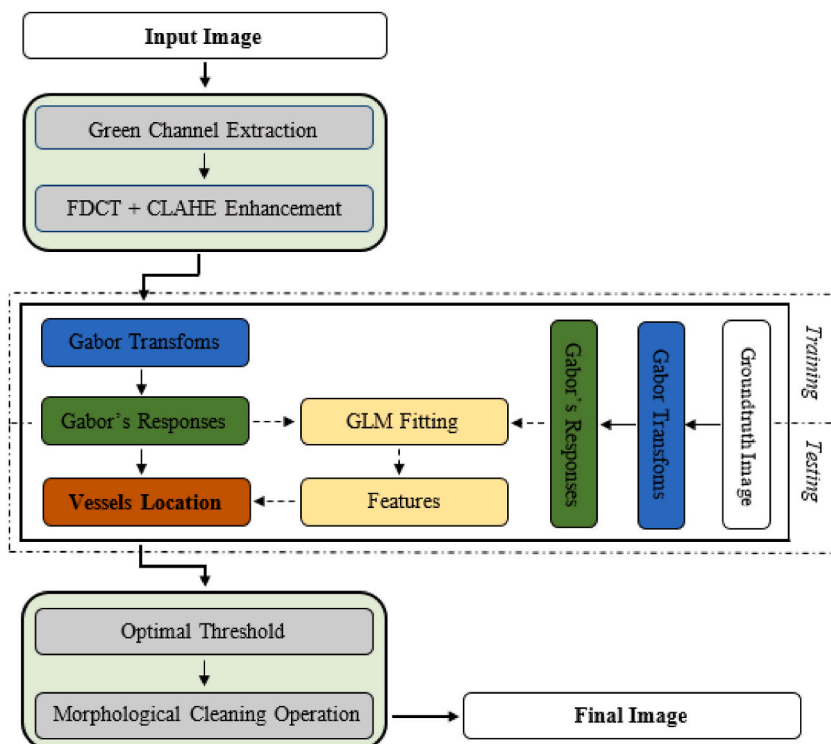 Input Image
Green Channel Extraction
FDCT + CLAHE Enhancement
Gabor Transfoms
Gabor's Responses
Vessels Location
GLM Fitting
Features
Gabor's Responses
Gabor Transfoms
Groundtruth Image
Training
Testing
Optimal Threshold
Morphological Cleaning Operation
Final Image